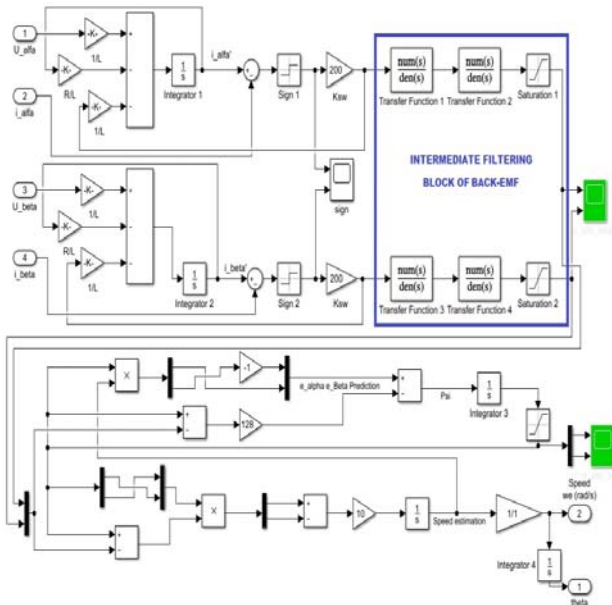 1
U_alfa
-K-
1/L
+
-
-
-K-
R/L
2
i_alfa
-K-
1/L
1
s
Integrator 1
i_alfa'
+
-
Sign 1
200
Ksw
num(s)
den(s)
Transfer Function 1
num(s)
den(s)
Transfer Function 2
Saturation 1
INTERMEDIATE FILTERING
BLOCK OF BACK-EMF
sign
3
U_beta
-K-
1/L
+
-
-
-K-
R/L
4
i_beta
-K-
1/L
1
s
Integrator 2
i_beta'
+
-
Sign 2
200
Ksw
num(s)
den(s)
Transfer Function 3
num(s)
den(s)
Transfer Function 4
Saturation 2
X
-1
e_alpha e_Beta Prediction
+
-
128
+
-
Psi
1
s
Integrator 3
X
+
-
+
-
10
1
s
Speed estimation
1/1
Speed
we (rad/s)
2
Integrator 4
1
s
1
theta